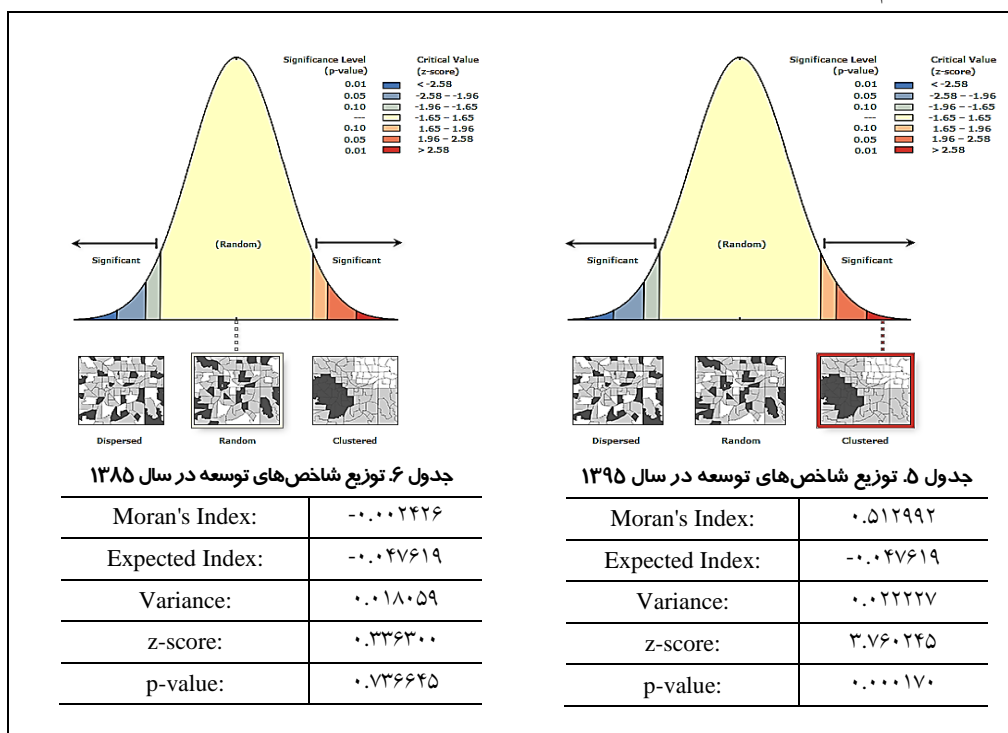 Significance Level (p-value) Critical Value (z-score)
0.01 < -2.58
0.05 -2.58 – -1.96
0.10 -1.96 – -1.65
--- -1.65 – 1.65
0.10 1.65 – 1.96
0.05 1.96 – 2.58
0.01 > 2.58
(Random)
Significant Significant
Dispersed Random Clustered
جدول ۵. توزیع شاخص‌های توسعه در سال ۱۳۹۵
Moran's Index: ۰.۵۱۲۹۹۲
Expected Index: -۰.۰۴۷۶۱۹
Variance: ۰.۰۲۲۲۲۷
z-score: ۳.۷۶۰۲۴۵
p-value: ۰.۰۰۰۱۷۰
Significance Level (p-value) Critical Value (z-score)
0.01 < -2.58
0.05 -2.58 – -1.96
0.10 -1.96 – -1.65
--- -1.65 – 1.65
0.10 1.65 – 1.96
0.05 1.96 – 2.58
0.01 > 2.58
(Random)
Significant Significant
Dispersed Random Clustered
جدول ۶. توزیع شاخص‌های توسعه در سال ۱۳۸۵
Moran's Index: -۰.۰۰۲۴۲۶
Expected Index: -۰.۰۴۷۶۱۹
Variance: ۰.۰۱۸۰۵۹
z-score: ۰.۳۳۶۳۰۰
p-value: ۰.۷۳۶۶۴۵